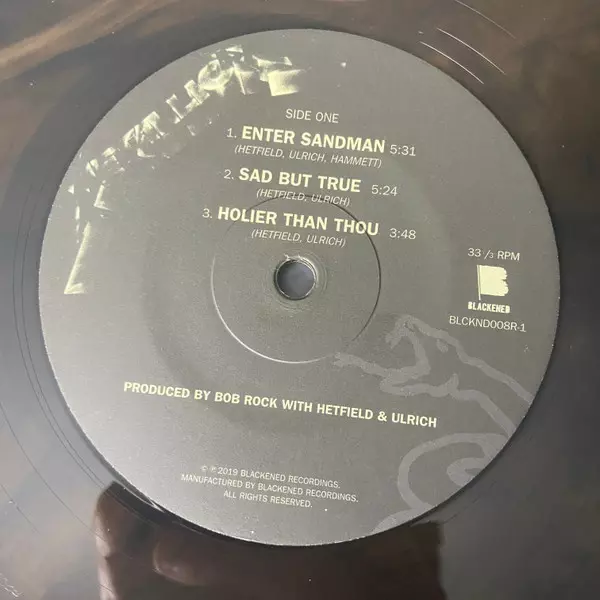 METALLICA
SIDE ONE
1. ENTER SANDMAN 5:31
(HETFIELD, ULRICH, HAMMETT)
2. SAD BUT TRUE 5:24
(HETFIELD, ULRICH)
3. HOLIER THAN THOU 3:48
(HETFIELD, ULRICH)
33 /3 RPM
B
BLACKENED
BLCKND008R-1
PRODUCED BY BOB ROCK WITH HETFIELD & ULRICH
© ℗ 2019 BLACKENED RECORDINGS.
MANUFACTURED BY BLACKENED RECORDINGS.
ALL RIGHTS RESERVED.